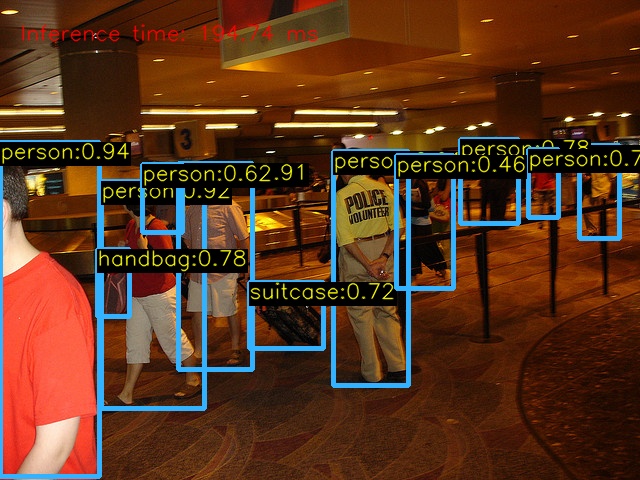 Inference time: 194.74 ms
3
person:0.94
person:0.92
person:0.62.91
perso
person:0.46
person:0.78
person:0.7
handbag:0.78
suitcase:0.72
POLICE
VOLUNTEER